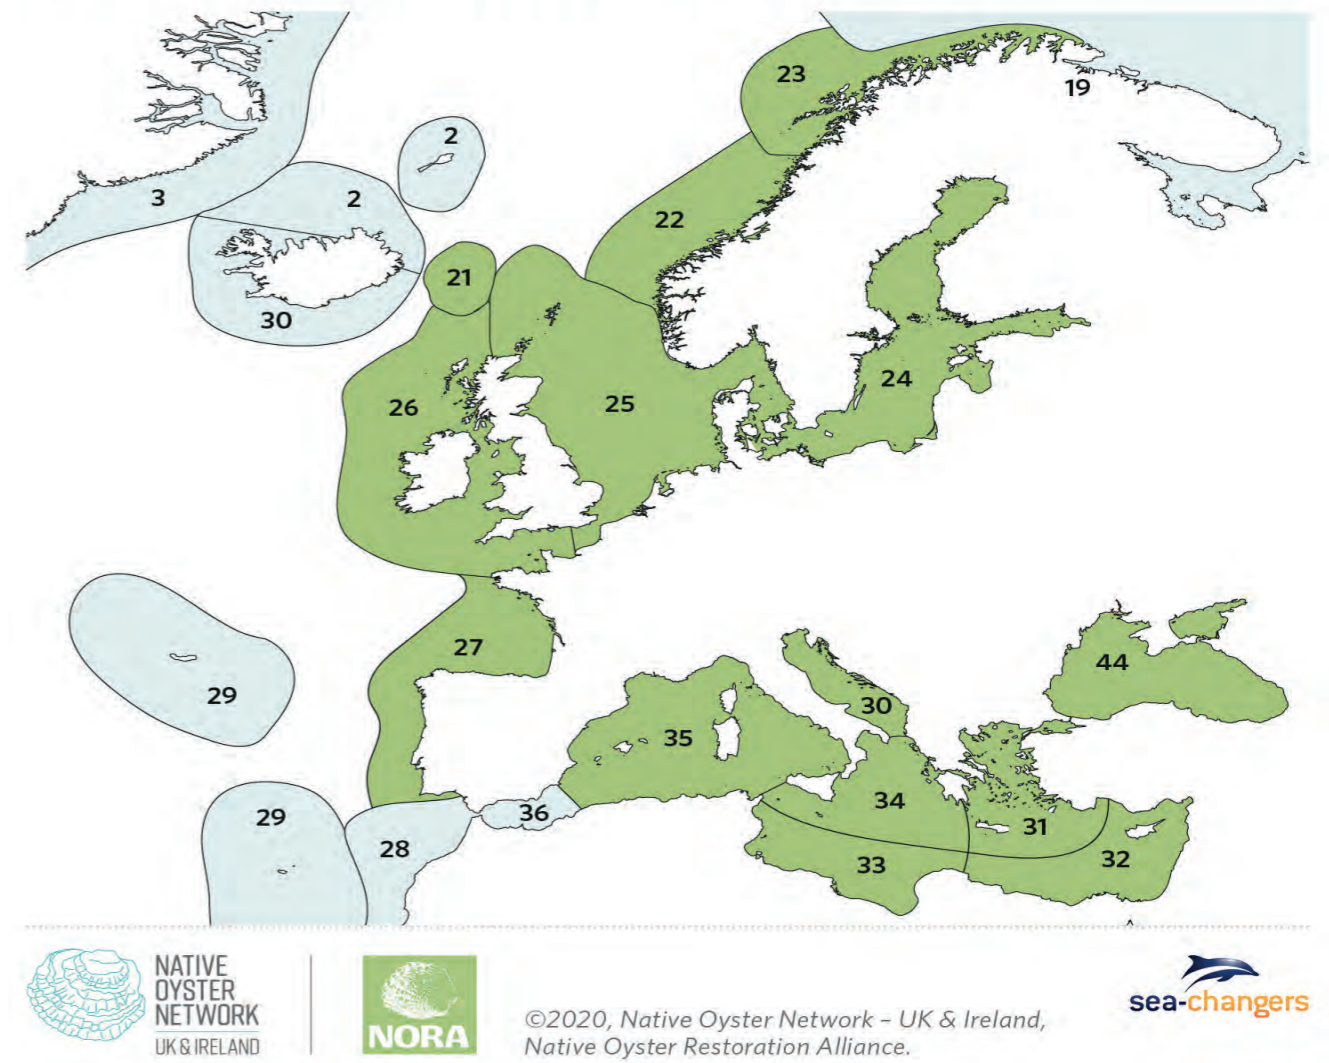 23
19
2
3
2
22
21
30
24
26
25
27
44
29
30
35
34
29
36
31
28
33
32
NATIVE
OYSTER
NETWORK
UK & IRELAND
NORA
©2020, Native Oyster Network – UK & Ireland,
Native Oyster Restoration Alliance.
sea-changers